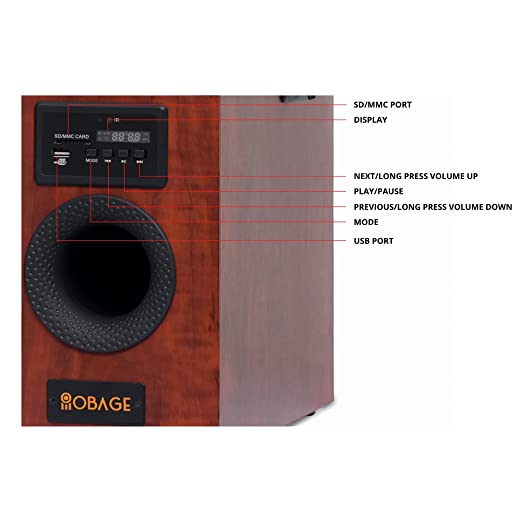 SD/MMC PORT
DISPLAY
NEXT/LONG PRESS VOLUME UP
PLAY/PAUSE
PREVIOUS/LONG PRESS VOLUME DOWN
MODE
USB PORT
IR
SD/MMC CARD
MODE
OBAGE